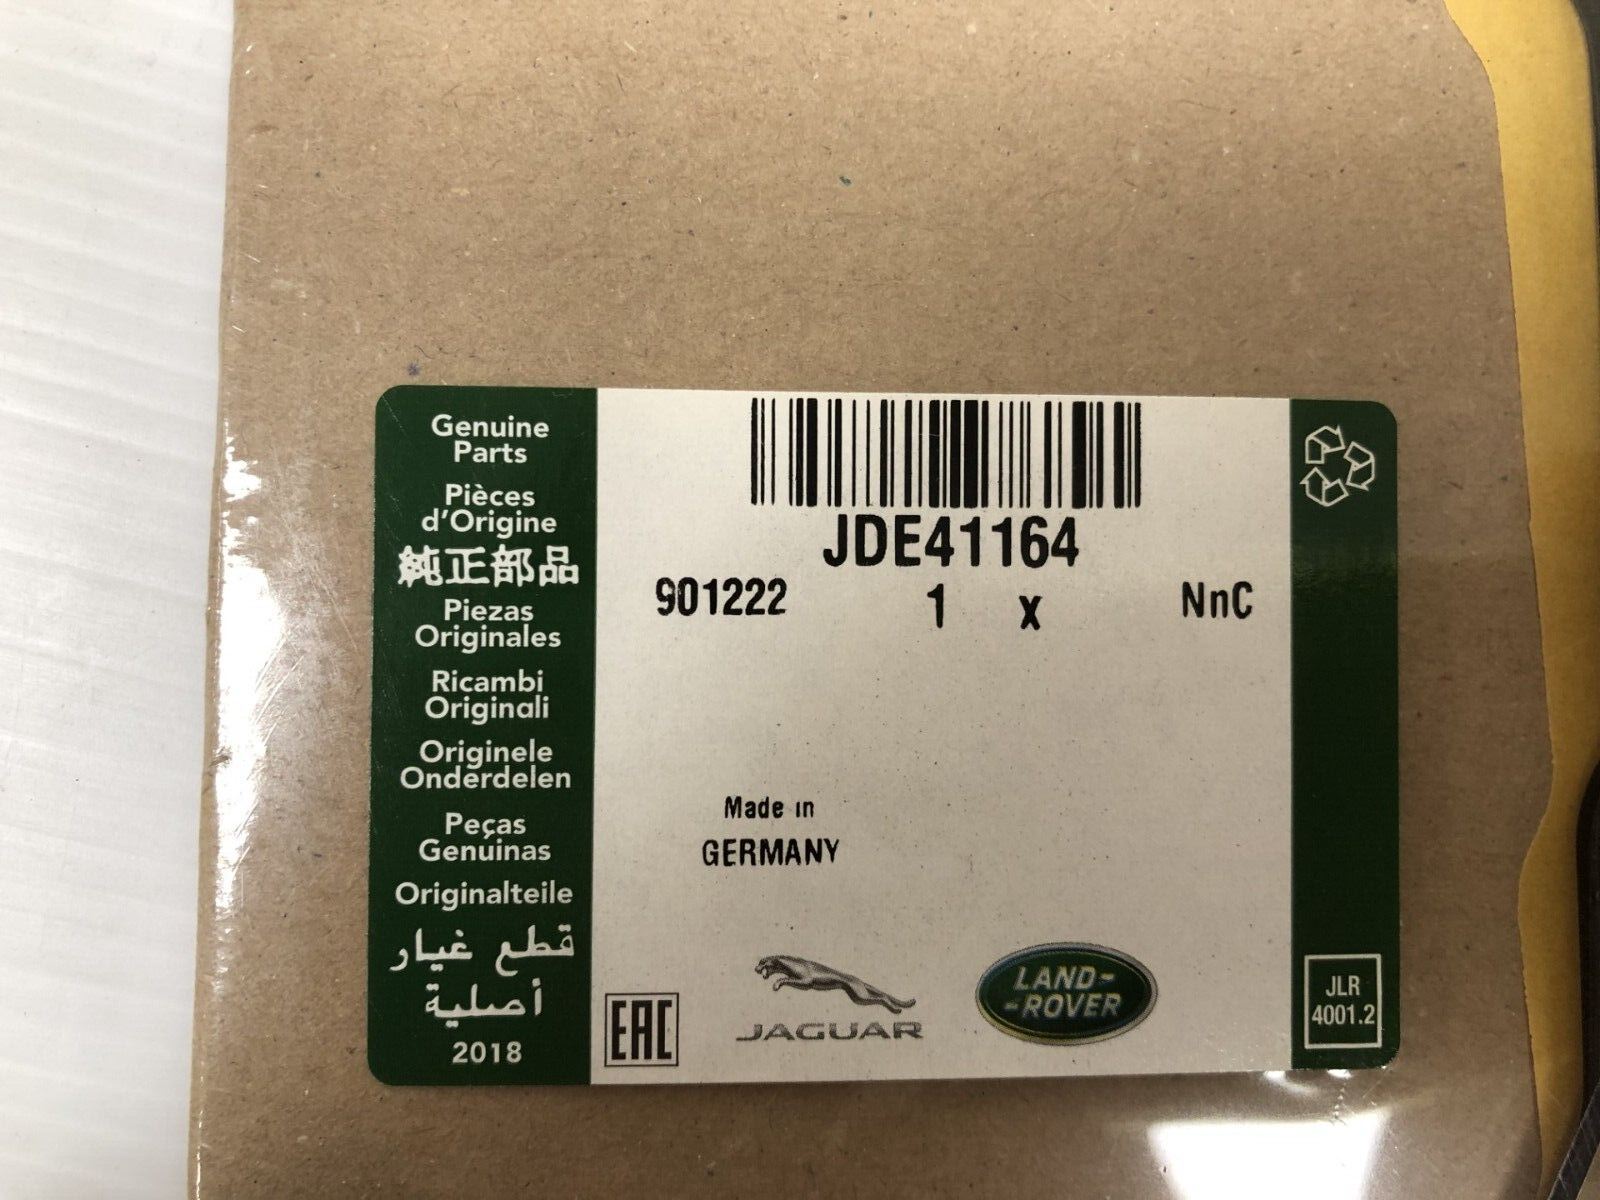 Genuine
Parts
Pièces
d'Origine
純正部品
Piezas
Originales
Ricambi
Originali
Originele
Onderdelen
Peças
Genuinas
Originalteile
قطع غيار
أصلية
2018
JDE41164
901222 1 x NnC
Made in
GERMANY
EAC
JAGUAR
LAND-
-ROVER
JLR
4001.2